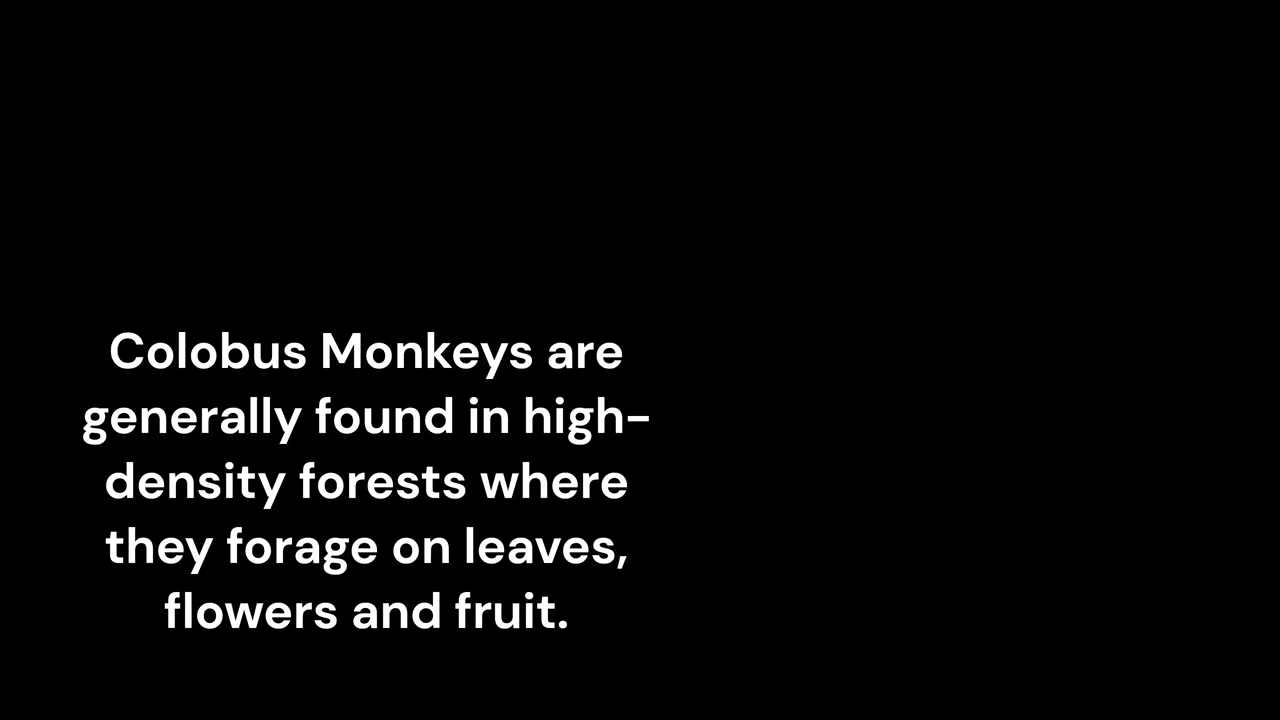 Colobus Monkeys are
generally found in high-
density forests where
they forage on leaves,
flowers and fruit.